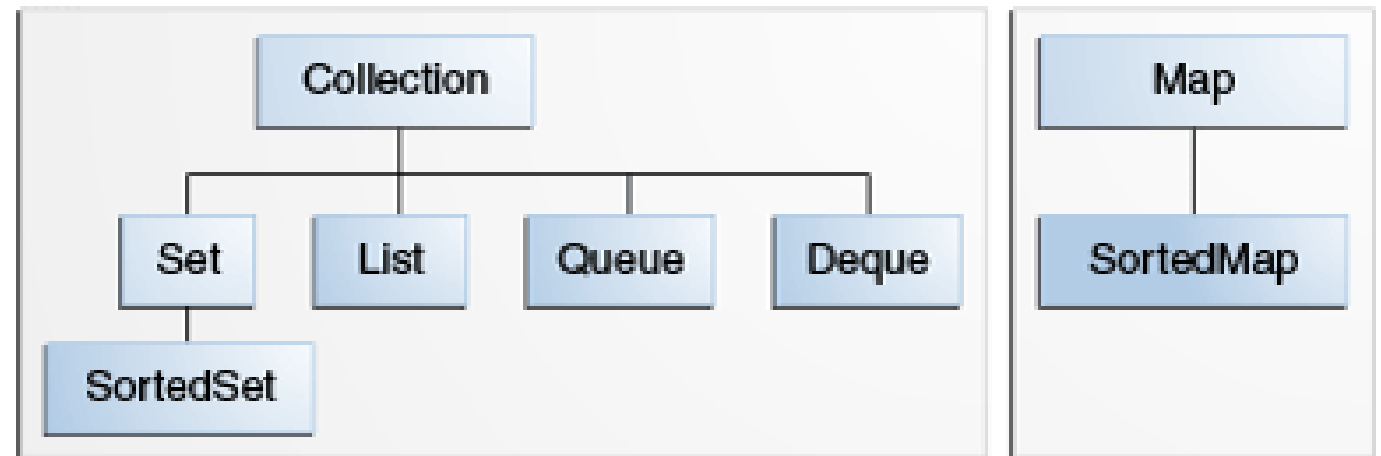 Collection
Map
Set
List
Queue
Deque
SortedMap
SortedSet